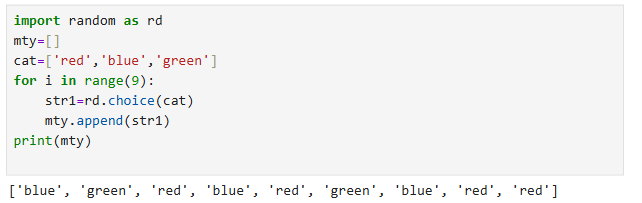 import random as rd
mty=[]
cat=['red','blue','green']
for i in range(9):
    str1=rd.choice(cat)
    mty.append(str1)
print(mty)
['blue', 'green', 'red', 'blue', 'red', 'green', 'blue', 'red', 'red']